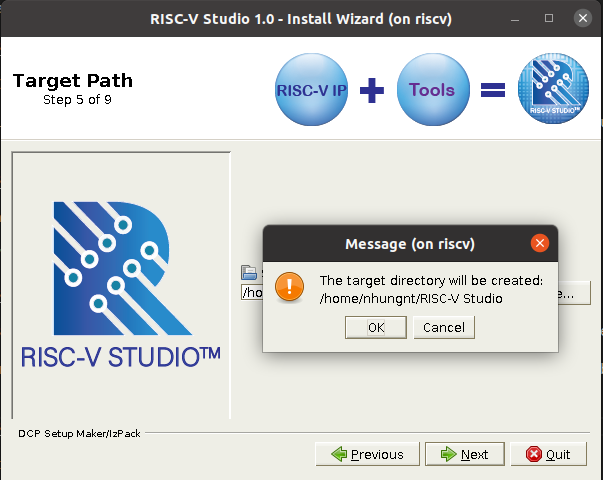 RISC-V Studio 1.0 - Install Wizard (on riscv)
Target Path
Step 5 of 9
RISC-V IP + Tools =
RISC-V STUDIO™
Message (on riscv)
The target directory will be created:
/home/nhungnt/RISC-V Studio
/ho
e...
OK Cancel
RISC-V STUDIO™
DCP Setup Maker/IzPack
Previous Next Quit